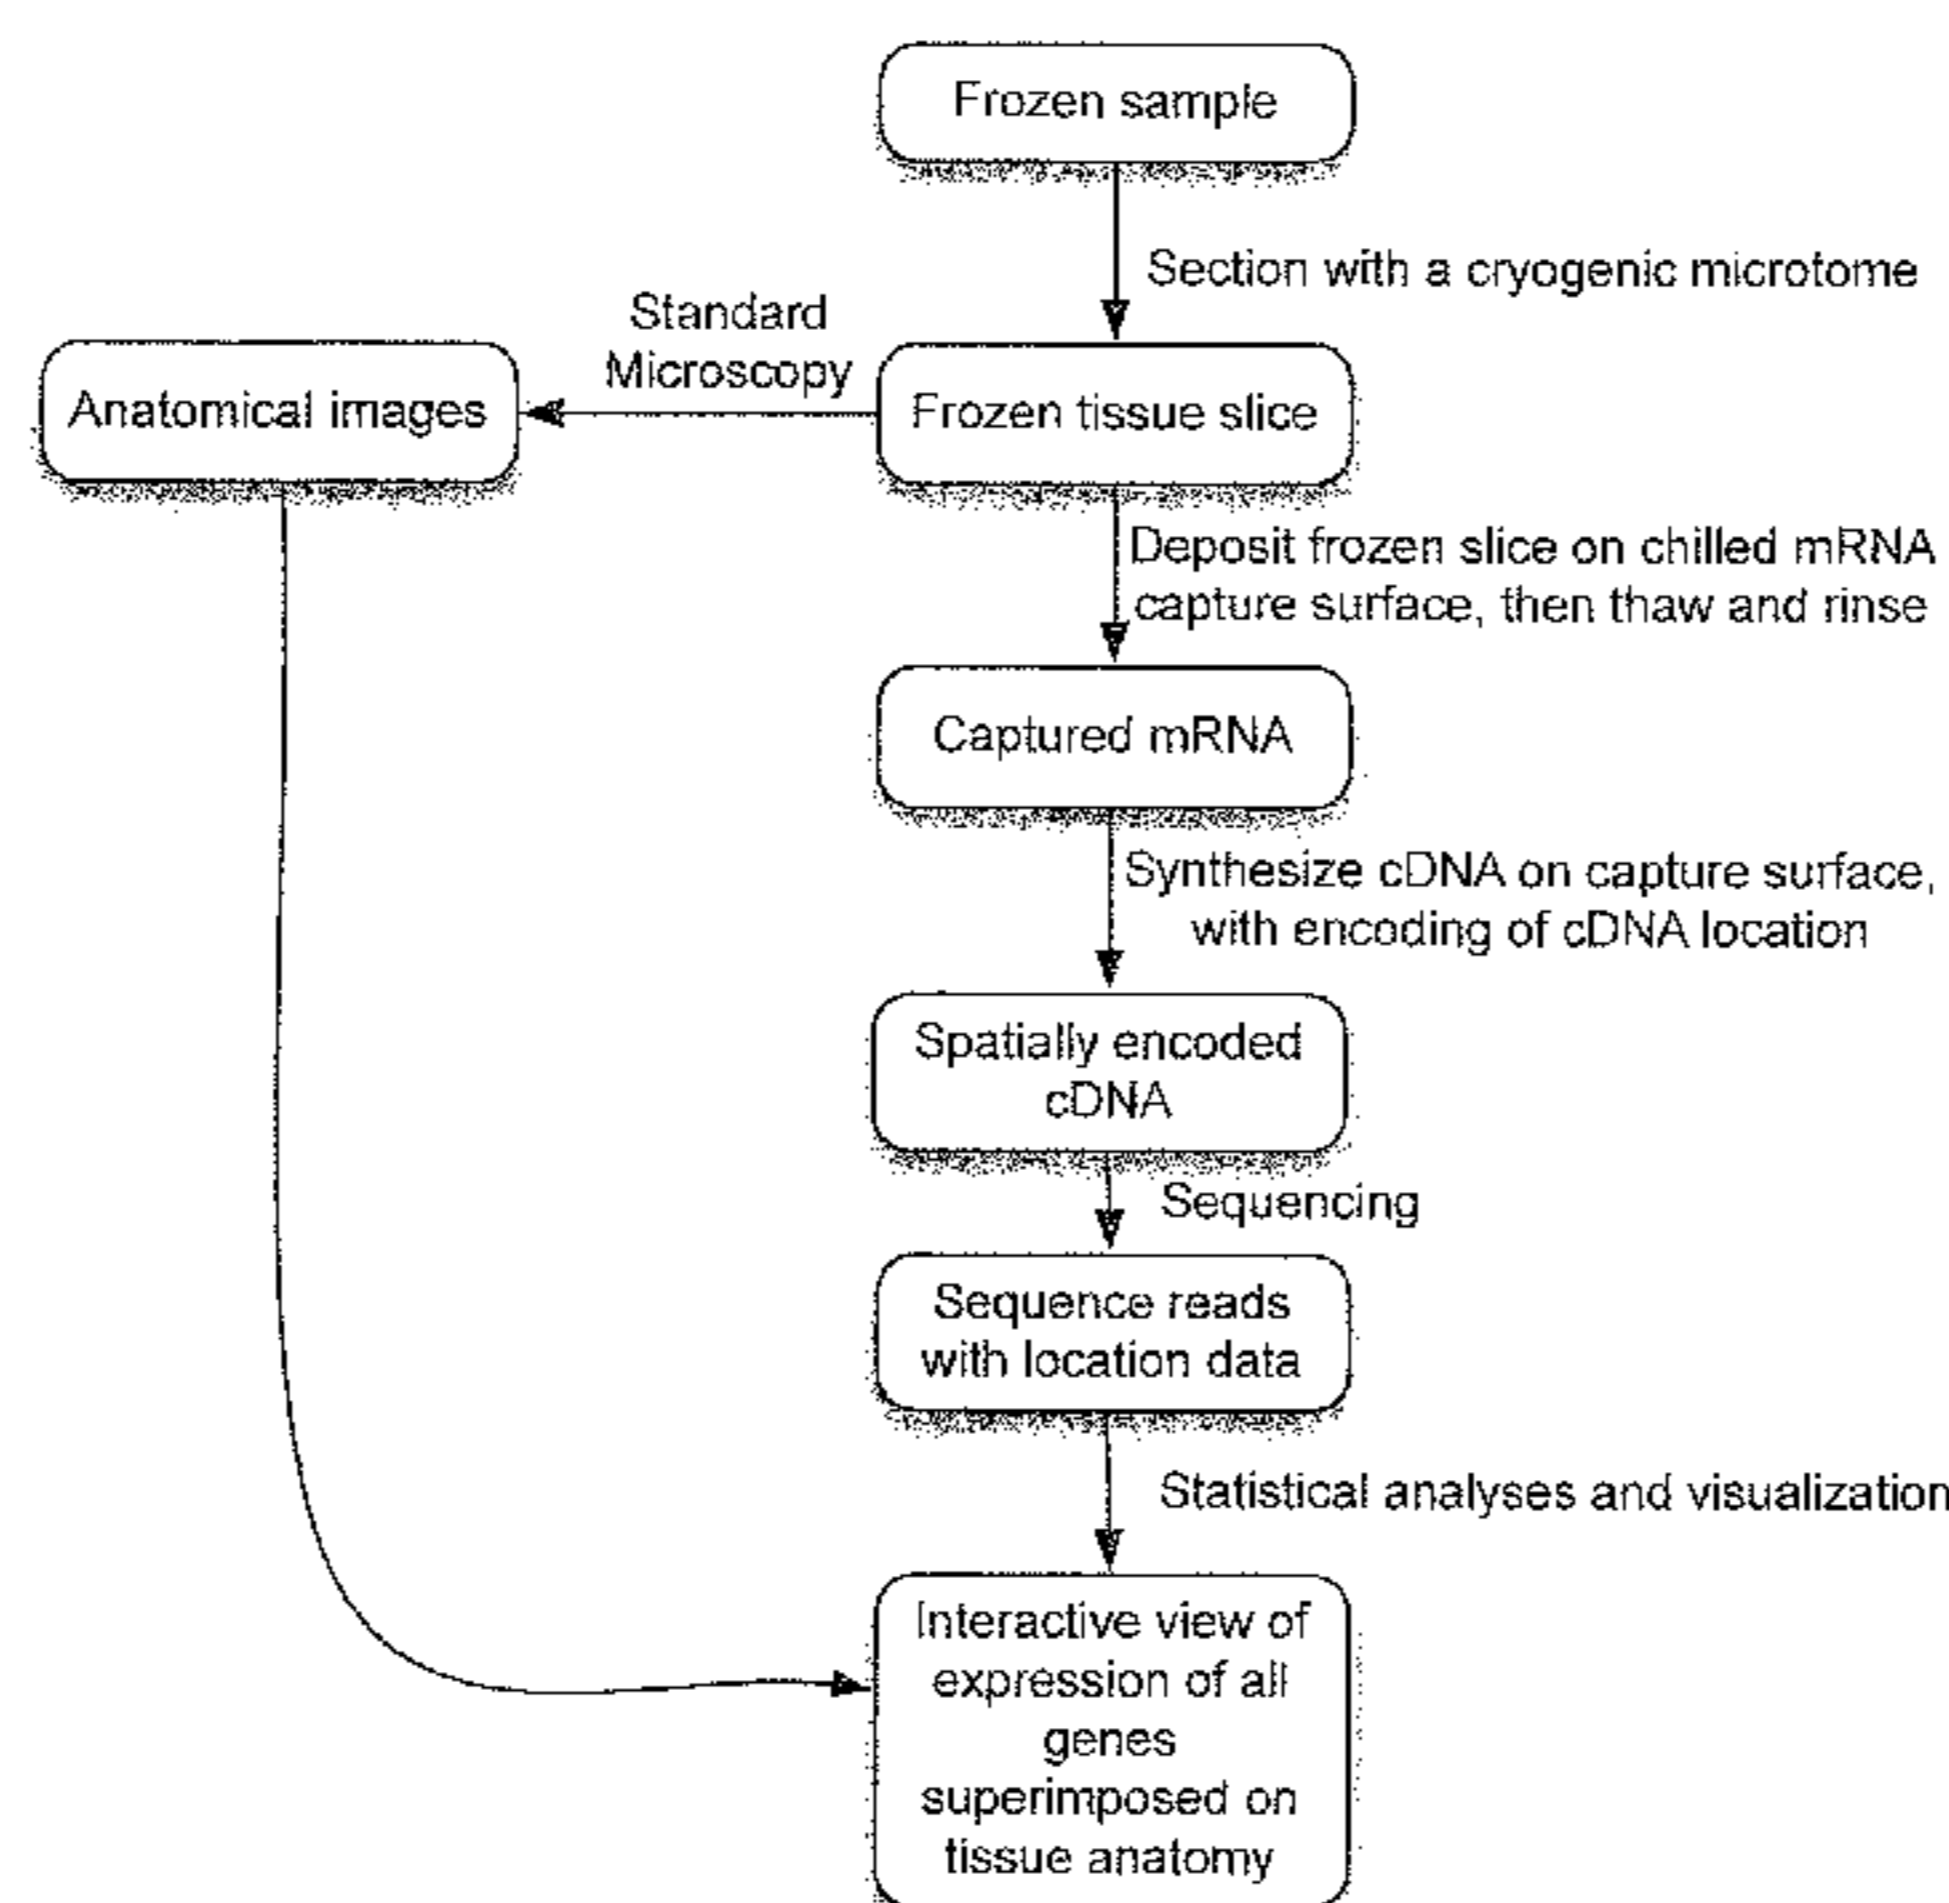 Frozen sample
Section with a cryogenic microtome
Standard
Microscopy
Anatomical images
Frozen tissue slice
Deposit frozen slice on chilled mRNA
capture surface, then thaw and rinse
Captured mRNA
Synthesize cDNA on capture surface,
with encoding of cDNA location
Spatially encoded
cDNA
Sequencing
Sequence reads
with location data
Statistical analyses and visualization
Interactive view of
expression of all
genes
superimposed on
tissue anatomy